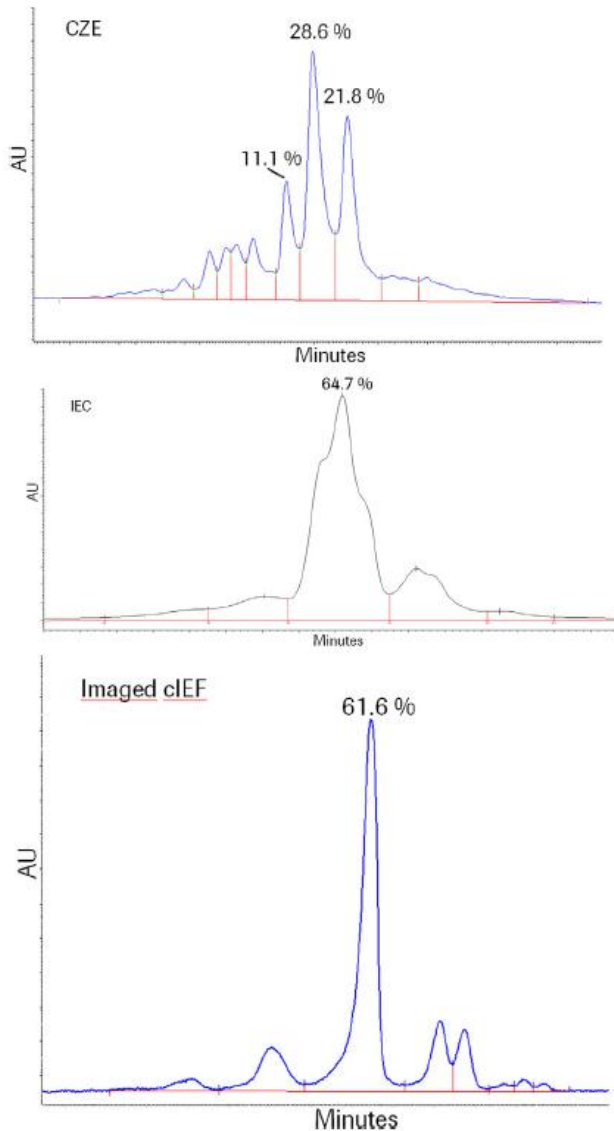 CZE
28.6 %
21.8 %
11.1 %
AU
Minutes
64.7 %
IEC
AU
Minutes
Imaged cIEF
61.6 %
AU
Minutes